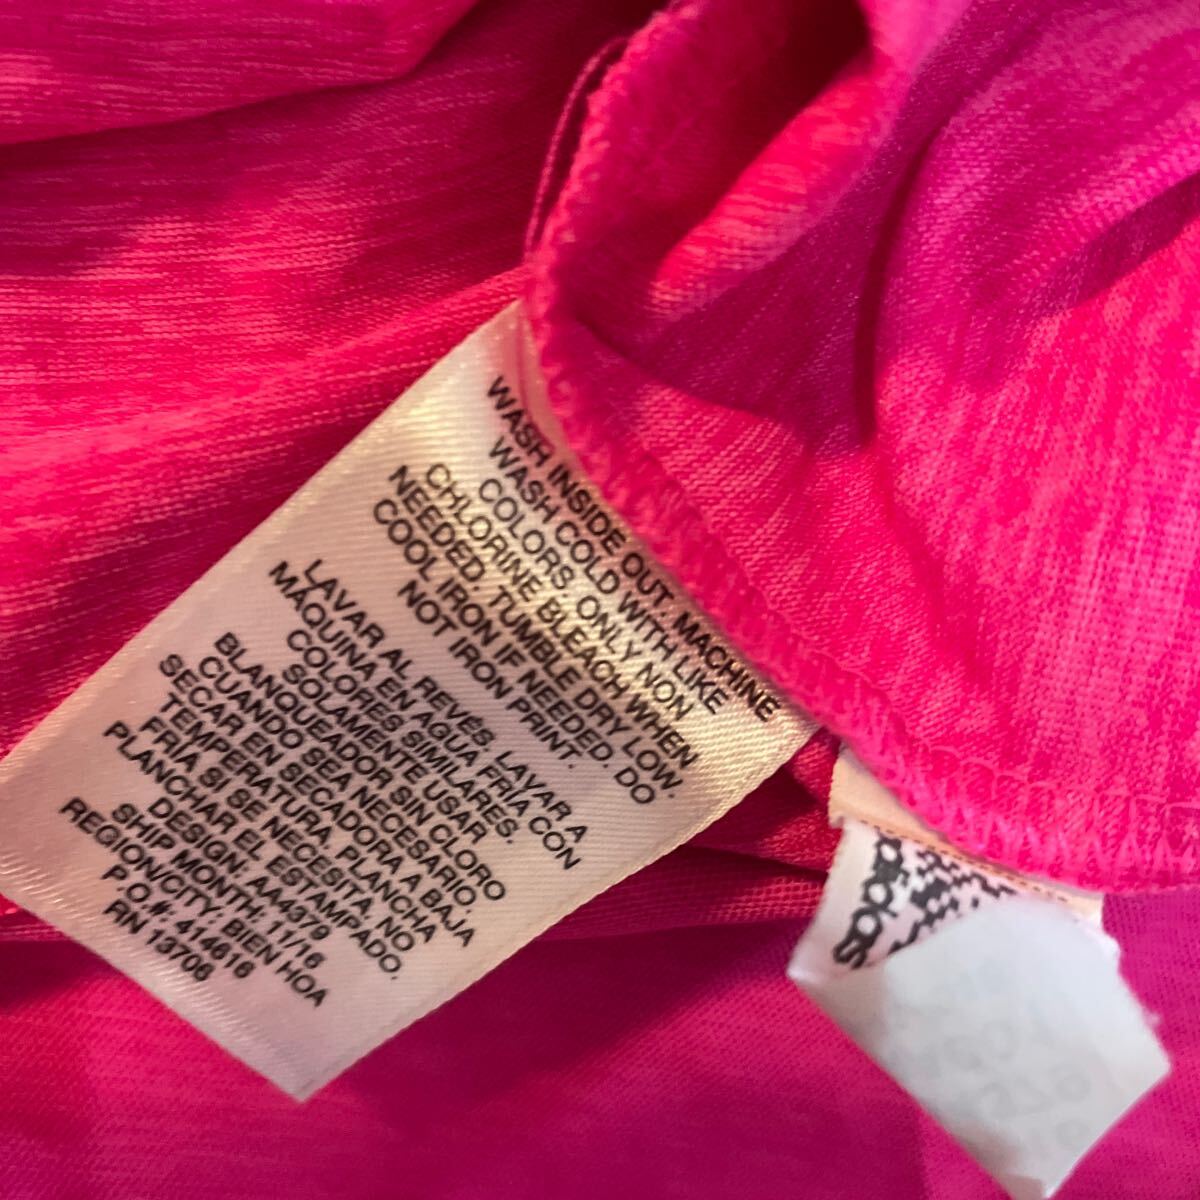 WASH INSIDE OUT. MACHINE
WASH COLD WITH LIKE
COLORS. ONLY NON
CHLORINE BLEACH WHEN
NEEDED. TUMBLE DRY LOW.
COOL IRON IF NEEDED. DO
NOT IRON PRINT.
LAVAR AL REVÉS. LAVAR A
MAQUINA EN AGUA FRÍA CON
COLORES SIMILARES.
SOLAMENTE USAR
BLANQUEADOR SIN CLORO
CUANDO SEA NECESARIO.
SECAR EN SECADORA A BAJA
TEMPERATURA. PLANCHA
FRÍA SI SE NECESITA. NO
PLANCHAR EL ESTAMPADO.
DESIGN: AA4379
SHIP MONTH: 11/16
REGION/CITY: BIEN HOA
P.O.#: 414616
RN 13706